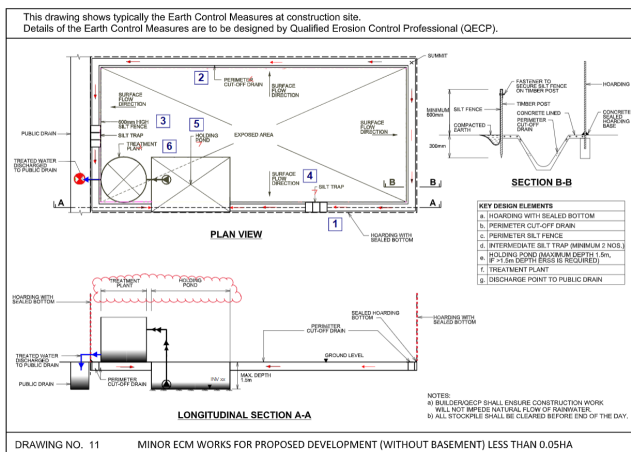 This drawing shows typically the Earth Control Measures at construction site.
Details of the Earth Control Measures are to be designed by Qualified Erosion Control Professional (QECP).
SUMMIT
2
PERIMETER
CUT-OFF DRAIN
SURFACE
FLOW
DIRECTION
SURFACE
FLOW
DIRECTION
3
600mm HIGH
SILT FENCE
5
PUBLIC DRAIN
SILT TRAP
HOLDING
POND
EXPOSED AREA
TREATMENT
PLANT
6
TREATED WATER
DISCHARGED
TO PUBLIC DRAIN
SURFACE
FLOW
DIRECTION
4
SILT TRAP
B
B
A
A
1
HOARDING WITH
SEALED BOTTOM
PLAN VIEW
FASTENER TO
SECURE SILT FENCE
ON TIMBER POST
HOARDING
TIMBER POST
MINIMUM
600mm
SILT FENCE
CONCRETE LINED
PERIMETER
CUT-OFF
DRAIN
CONCRETE
SEALED
HOARDING
BASE
COMPACTED
EARTH
300mm
SECTION B-B
KEY DESIGN ELEMENTS
a. HOARDING WITH SEALED BOTTOM
b. PERIMETER CUT-OFF DRAIN
c. PERIMETER SILT FENCE
d. INTERMEDIATE SILT TRAP (MINIMUM 2 NOS.)
e. HOLDING POND (MAXIMUM DEPTH 1.5m,
IF >1.5m DEPTH ERSS IS REQUIRED)
f. TREATMENT PLANT
g. DISCHARGE POINT TO PUBLIC DRAIN
TREATMENT
PLANT
HOLDING
POND
HOARDING WITH
SEALED BOTTOM
SEALED HOARDING
BOTTOM
HOARDING WITH
SEALED BOTTOM
PERIMETER
CUT-OFF DRAIN
GROUND LEVEL
TREATED WATER
DISCHARGED
TO PUBLIC DRAIN
PERIMETER
CUT-OFF DRAIN
MAX. DEPTH
1.5m
PUBLIC DRAIN
INV xx
LONGITUDINAL SECTION A-A
NOTES:
a) BUILDER/QECP SHALL ENSURE CONSTRUCTION WORK
WILL NOT IMPEDE NATURAL FLOW OF RAINWATER.
b) ALL STOCKPILE SHALL BE CLEARED BEFORE END OF THE DAY.
DRAWING NO. 11 MINOR ECM WORKS FOR PROPOSED DEVELOPMENT (WITHOUT BASEMENT) LESS THAN 0.05HA